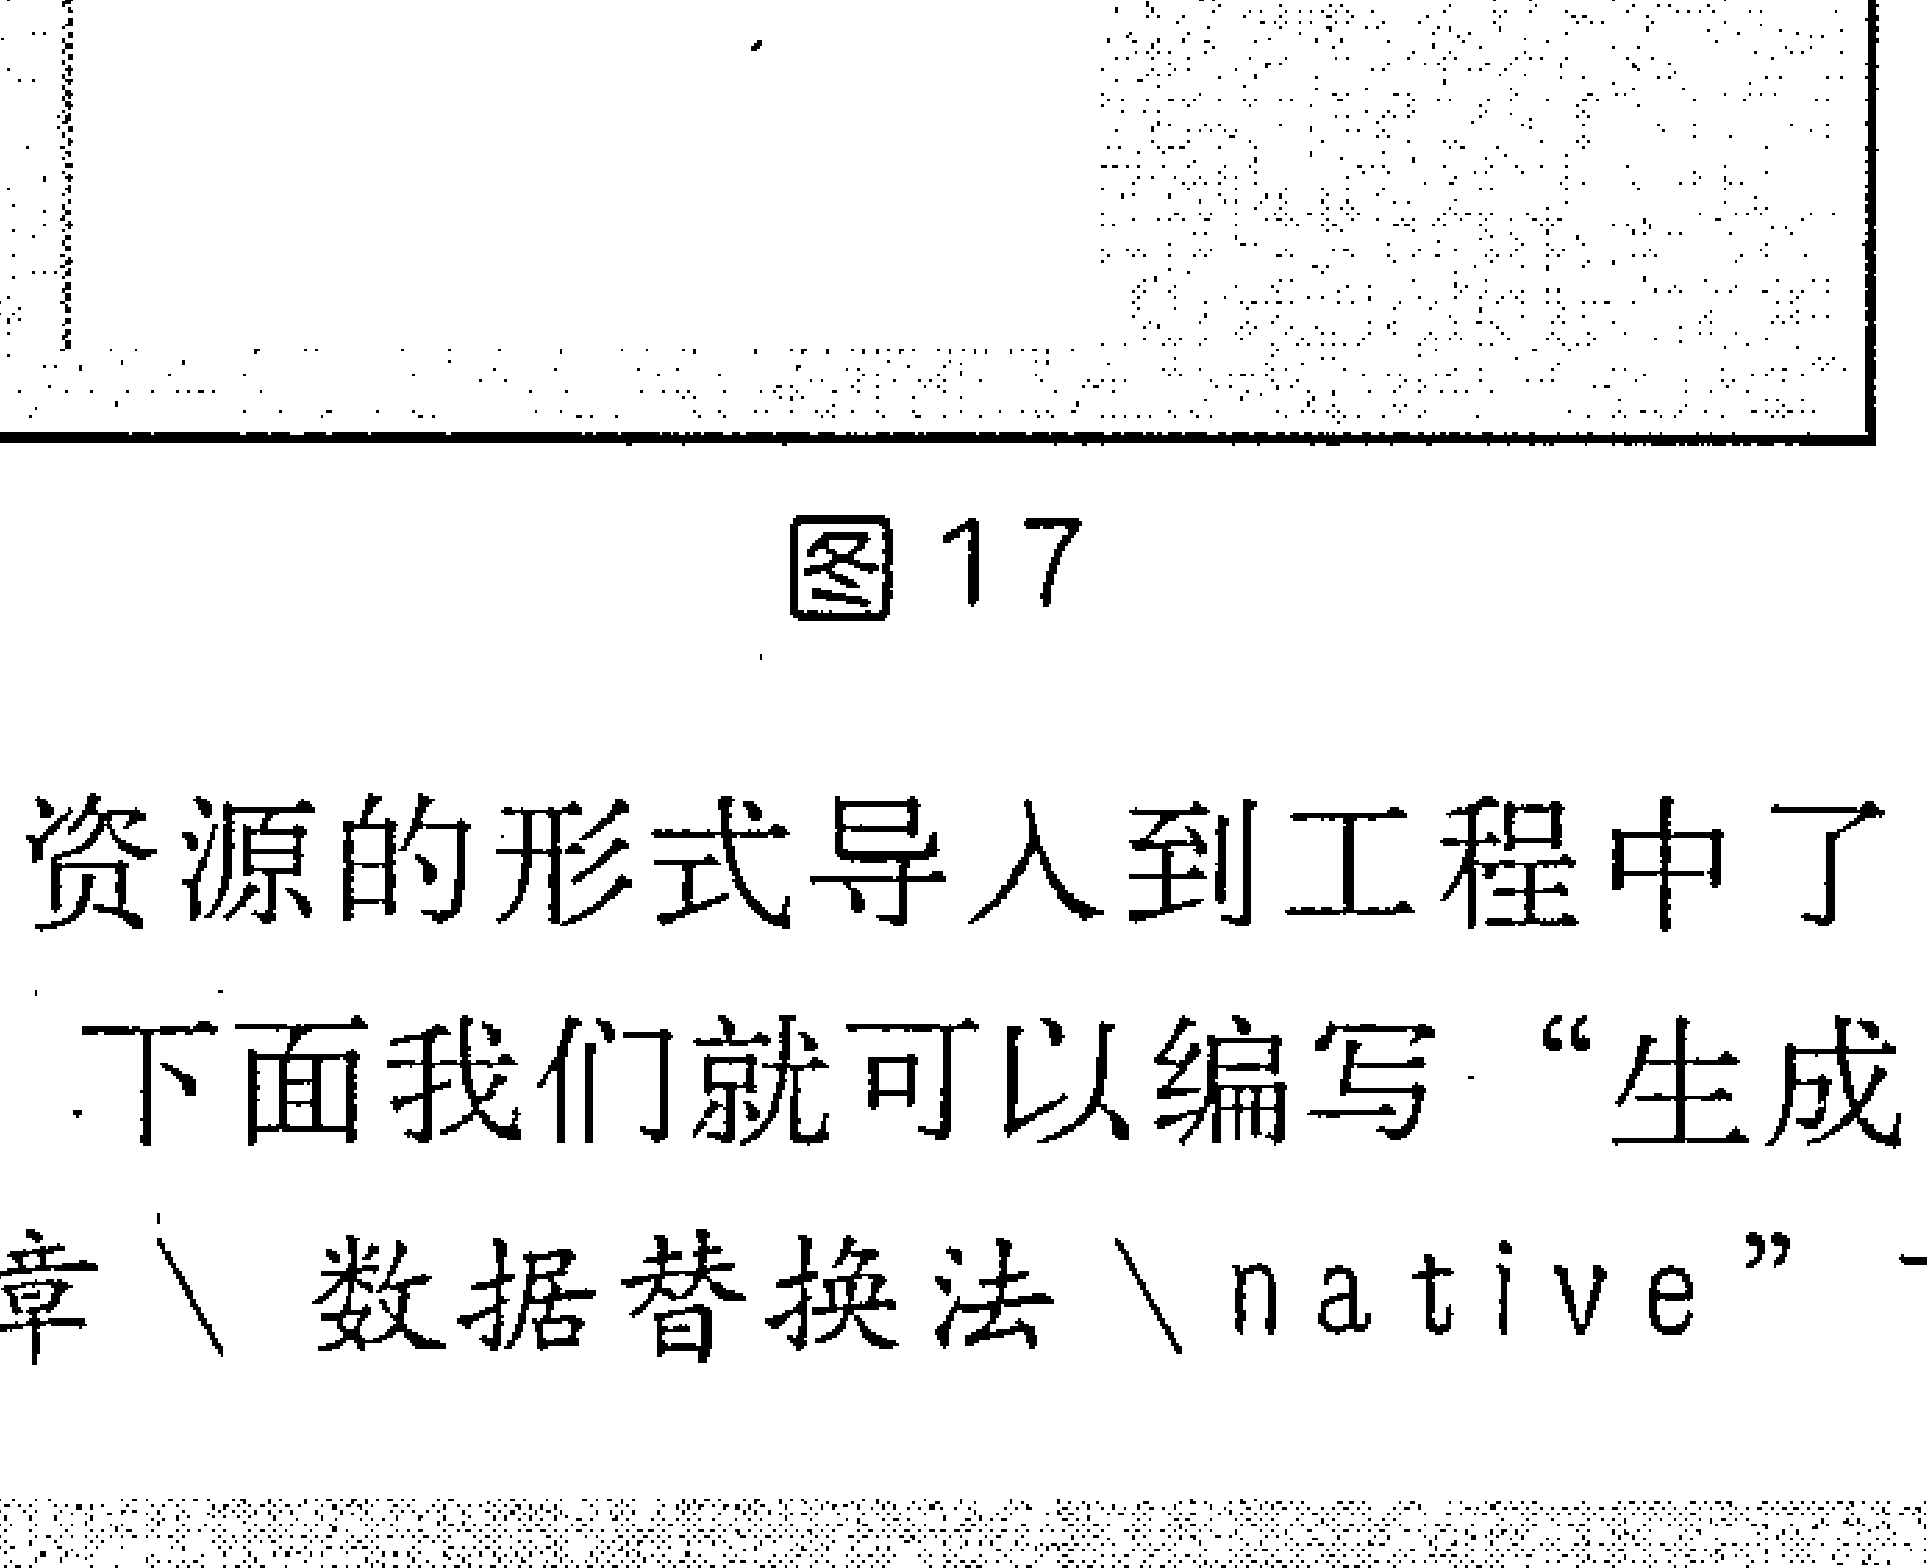 图17
资源的形式导入到工程中了
下面我们就可以编写“生成
章\ 数据替换法\native”